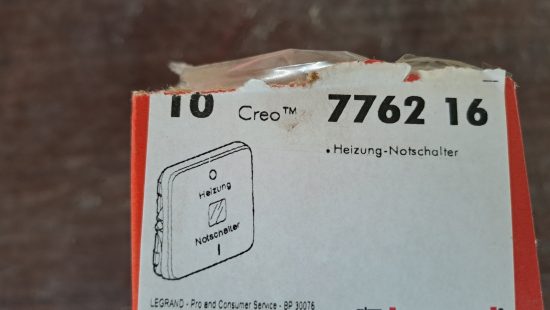 10 Creo™ 7762 16
• Heizung-Notschalter
O
Heizung
Notschalter
I
LEGRAND - Pro and Consumer Service - BP 30076